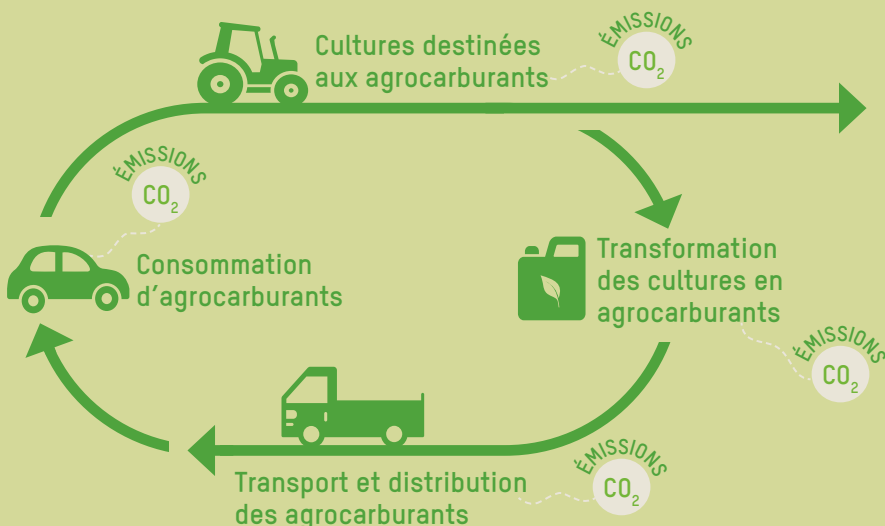 Cultures destinées
aux agrocarburants
ÉMISSIONS
CO₂
ÉMISSIONS
CO₂
Consommation
d'agrocarburants
Transformation
des cultures en
agrocarburants
ÉMISSIONS
CO₂
Transport et distribution
des agrocarburants
ÉMISSIONS
CO₂